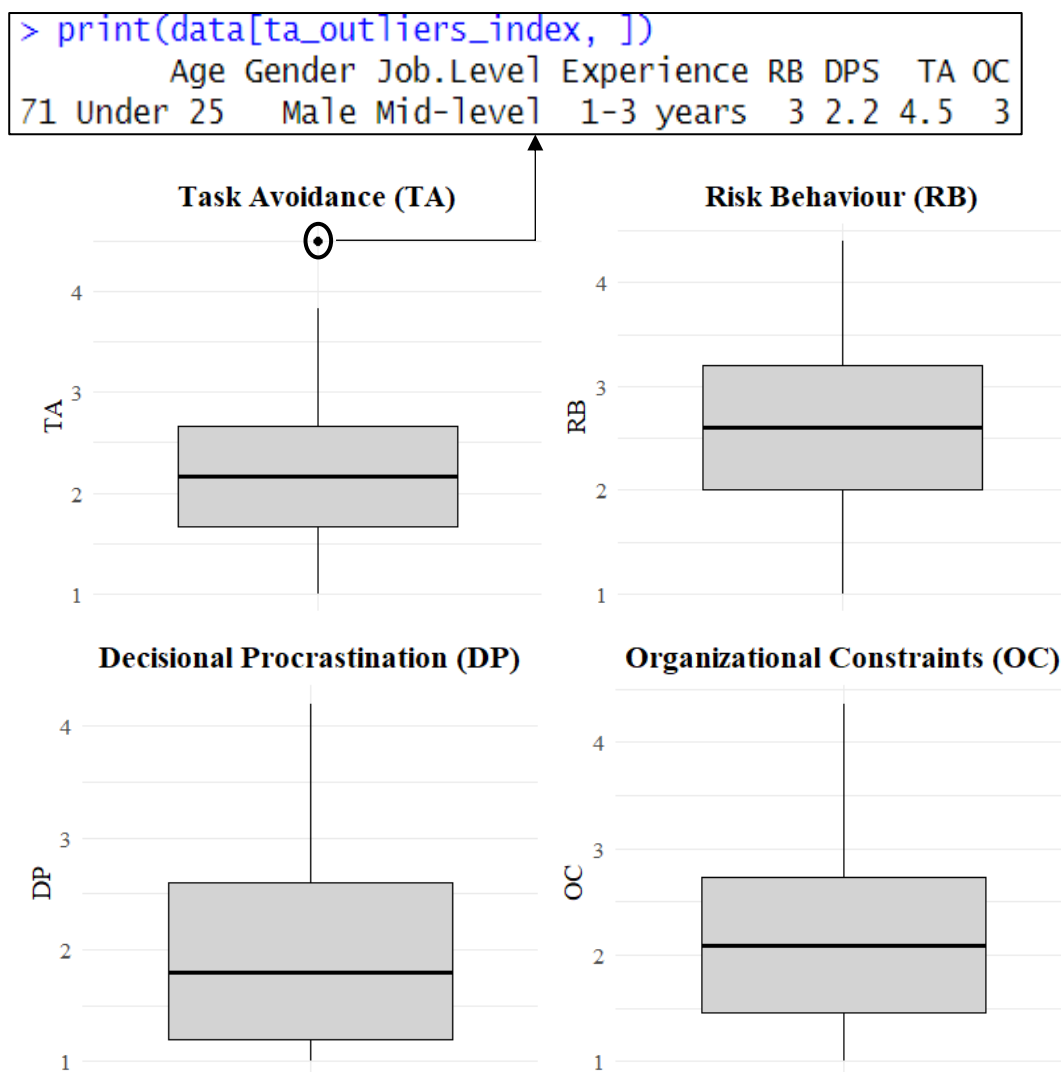 > print(data[ta_outliers_index, ])
Age Gender Job.Level Experience RB DPS TA OC
71 Under 25 Male Mid-level 1-3 years 3 2.2 4.5 3
Task Avoidance (TA)
TA
4
3
2
1
Risk Behaviour (RB)
RB
4
3
2
1
Decisional Procrastination (DP)
DP
4
3
2
1
Organizational Constraints (OC)
OC
4
3
2
1